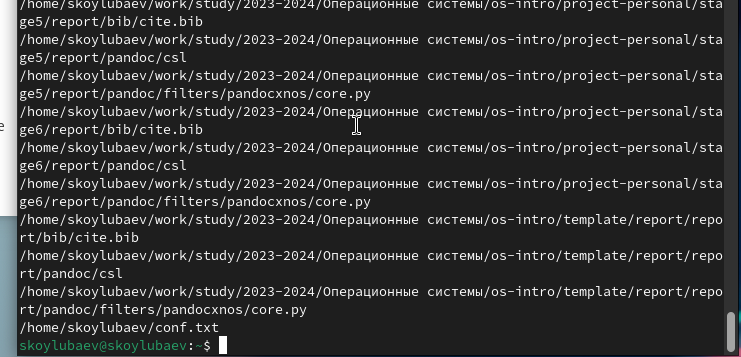 /home/skoylubaev/work/study/2023-2024/Операционные системы/os-intro/project-personal/sta
ge5/report/bib/cite.bib
/home/skoylubaev/work/study/2023-2024/Операционные системы/os-intro/project-personal/sta
ge5/report/pandoc/csl
/home/skoylubaev/work/study/2023-2024/Операционные системы/os-intro/project-personal/sta
ge5/report/pandoc/filters/pandocxnos/core.py
/home/skoylubaev/work/study/2023-2024/Операционные системы/os-intro/project-personal/sta
ge6/report/bib/cite.bib
/home/skoylubaev/work/study/2023-2024/Операционные системы/os-intro/project-personal/sta
ge6/report/pandoc/csl
/home/skoylubaev/work/study/2023-2024/Операционные системы/os-intro/project-personal/sta
ge6/report/pandoc/filters/pandocxnos/core.py
/home/skoylubaev/work/study/2023-2024/Операционные системы/os-intro/template/report/repo
rt/bib/cite.bib
/home/skoylubaev/work/study/2023-2024/Операционные системы/os-intro/template/report/repo
rt/pandoc/csl
/home/skoylubaev/work/study/2023-2024/Операционные системы/os-intro/template/report/repo
rt/pandoc/filters/pandocxnos/core.py
/home/skoylubaev/conf.txt
skoylubaev@skoylubaev:~$